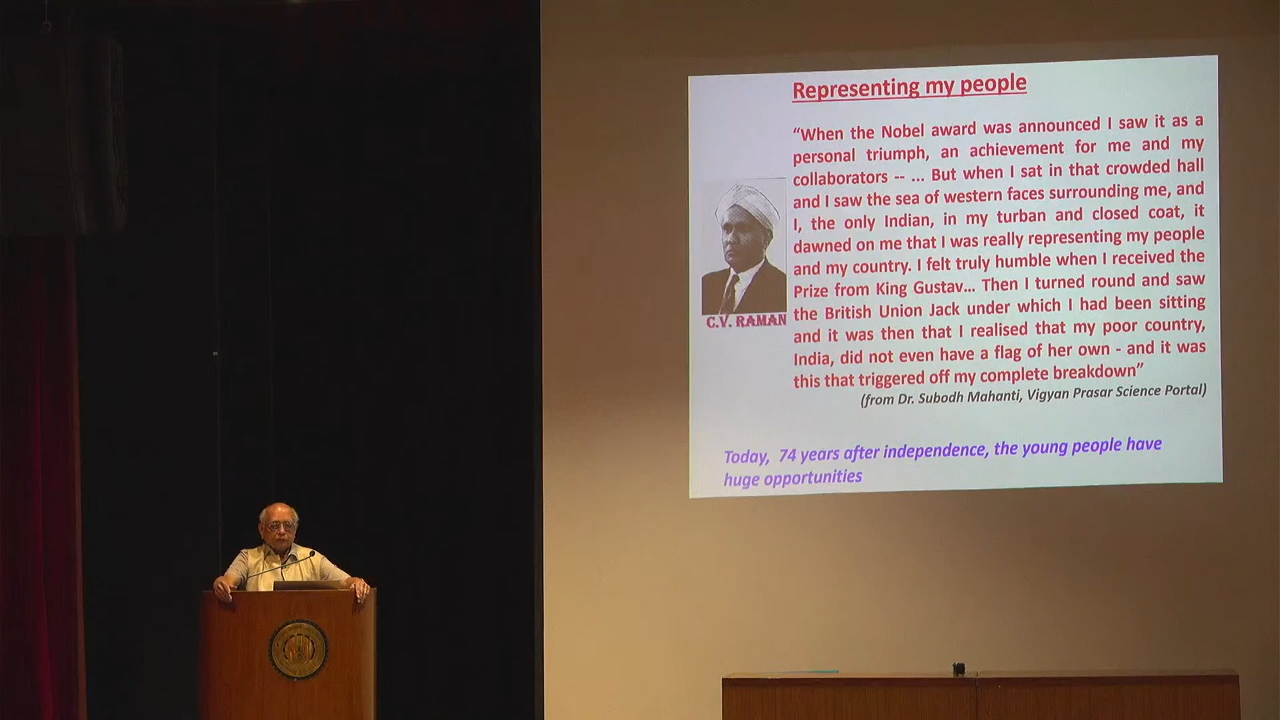 Representing my people
“When the Nobel award was announced I saw it as a
personal triumph, an achievement for me and my
collaborators -- ... But when I sat in that crowded hall
and I saw the sea of western faces surrounding me, and
I, the only Indian, in my turban and closed coat, it
dawned on me that I was really representing my people
and my country. I felt truly humble when I received the
Prize from King Gustav... Then I turned round and saw
the British Union Jack under which I had been sitting
and it was then that I realised that my poor country,
India, did not even have a flag of her own - and it was
this that triggered off my complete breakdown”
(from Dr. Subodh Mahanti, Vigyan Prasar Science Portal)
C.V. RAMAN
Today, 74 years after independence, the young people have
huge opportunities